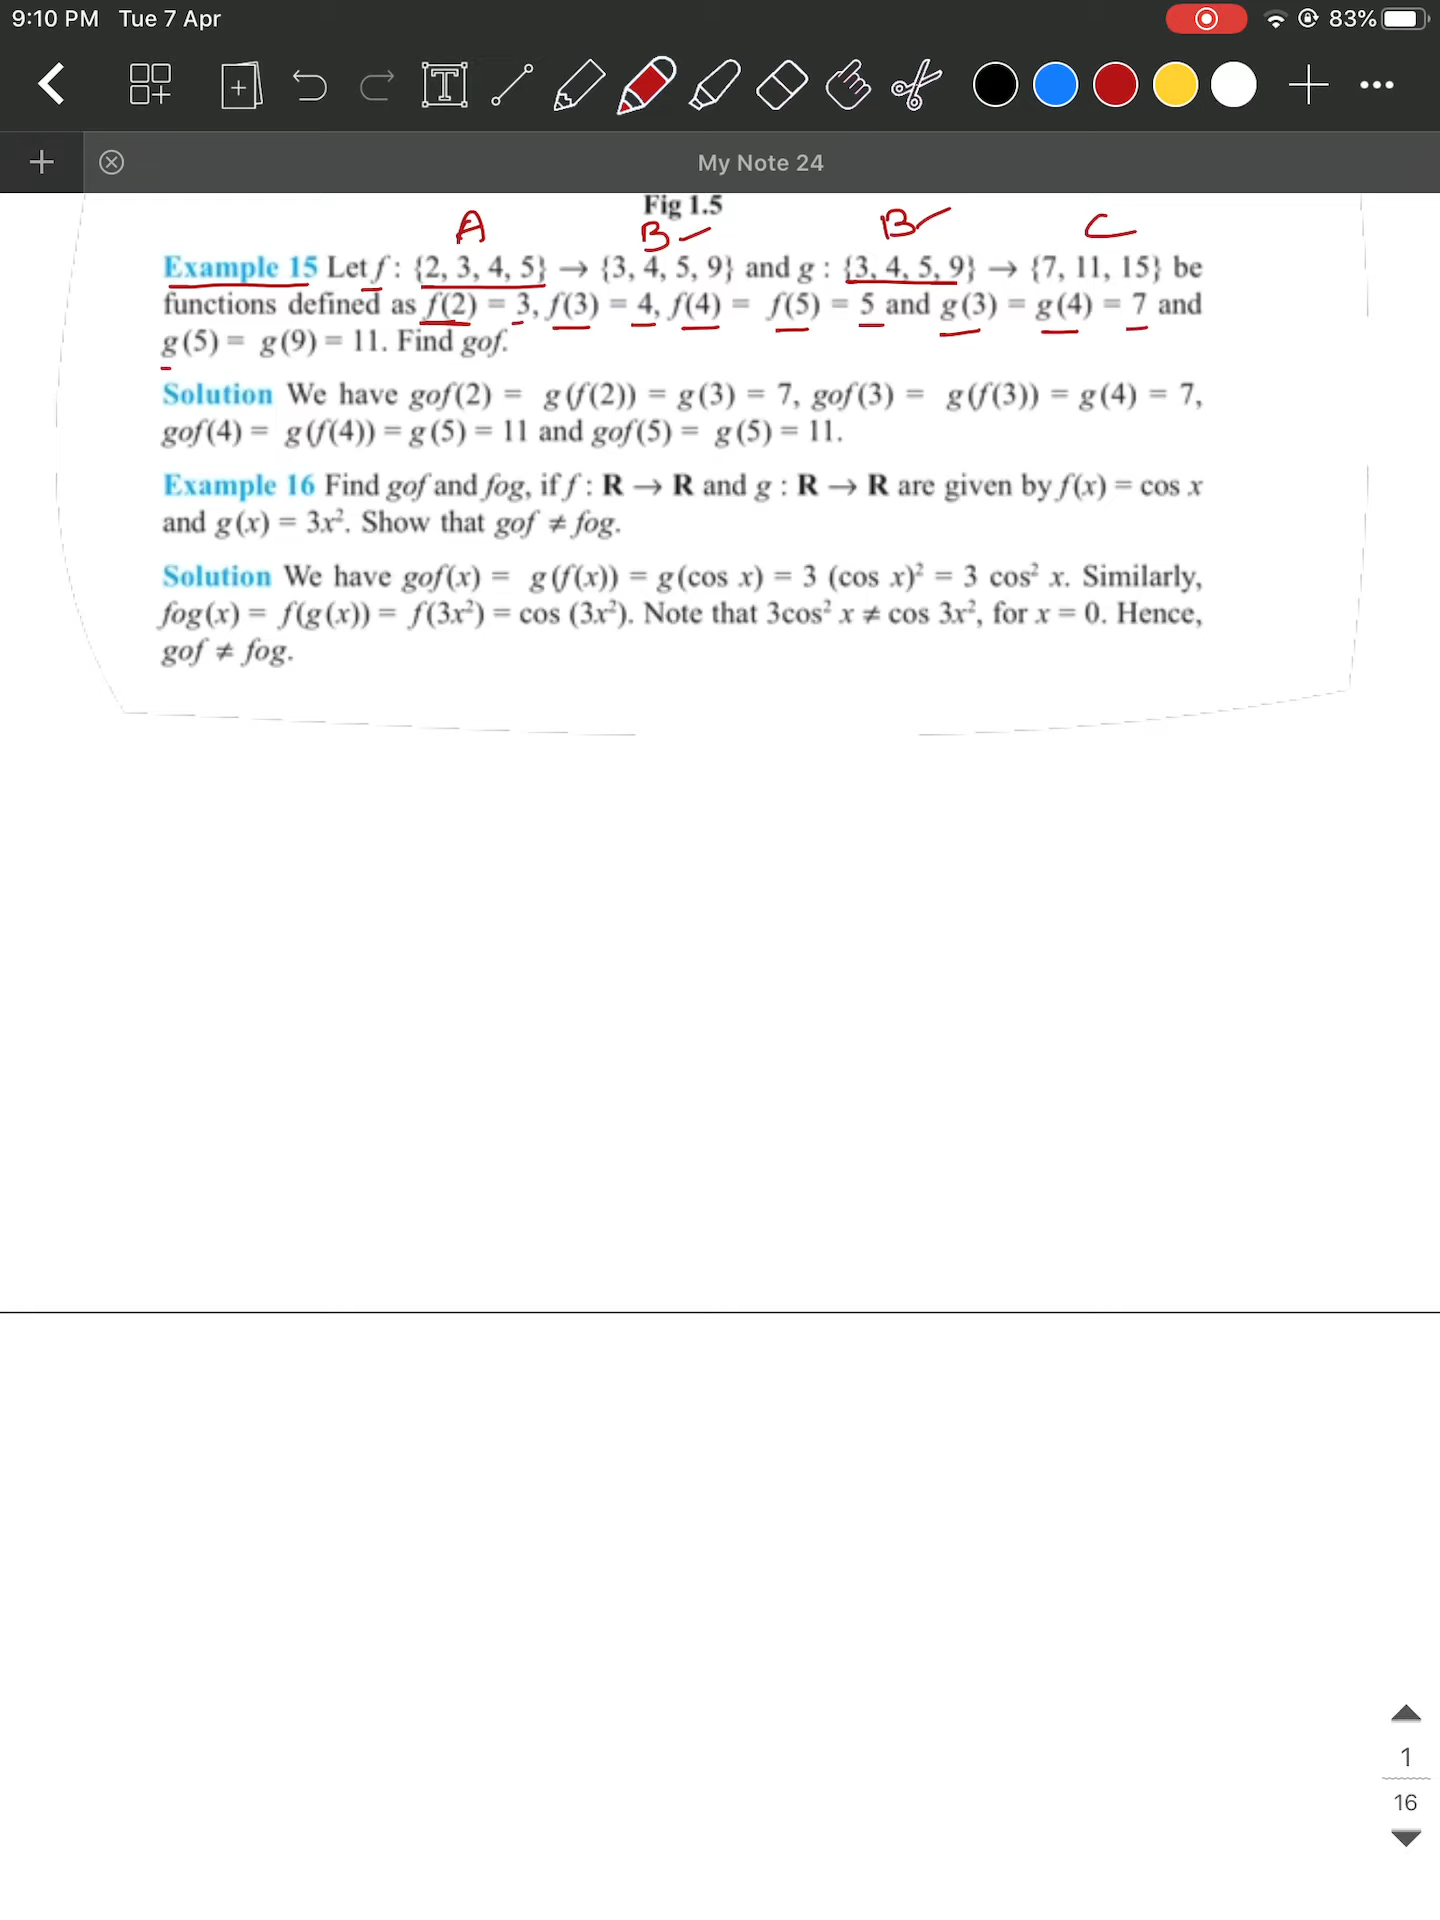 9:10 PM Tue 7 Apr
83%
T
My Note 24
Fig 1.5
A B B C
Example 15 Let f : {2, 3, 4, 5} → {3, 4, 5, 9} and g : {3, 4, 5, 9} → {7, 11, 15} be
functions defined as f(2) = 3, f(3) = 4, f(4) = f(5) = 5 and g(3) = g(4) = 7 and
g(5) = g(9) = 11. Find gof.
Solution We have gof(2) = g(f(2)) = g(3) = 7, gof(3) = g(f(3)) = g(4) = 7,
gof(4) = g(f(4)) = g(5) = 11 and gof(5) = g(5) = 11.
Example 16 Find gof and fog, if f : R → R and g : R → R are given by f(x) = cos x
and g(x) = 3x². Show that gof ≠ fog.
Solution We have gof(x) = g(f(x)) = g(cos x) = 3 (cos x)² = 3 cos² x. Similarly,
fog(x) = f(g(x)) = f(3x²) = cos (3x²). Note that 3cos² x ≠ cos 3x², for x = 0. Hence,
gof ≠ fog.
1
16